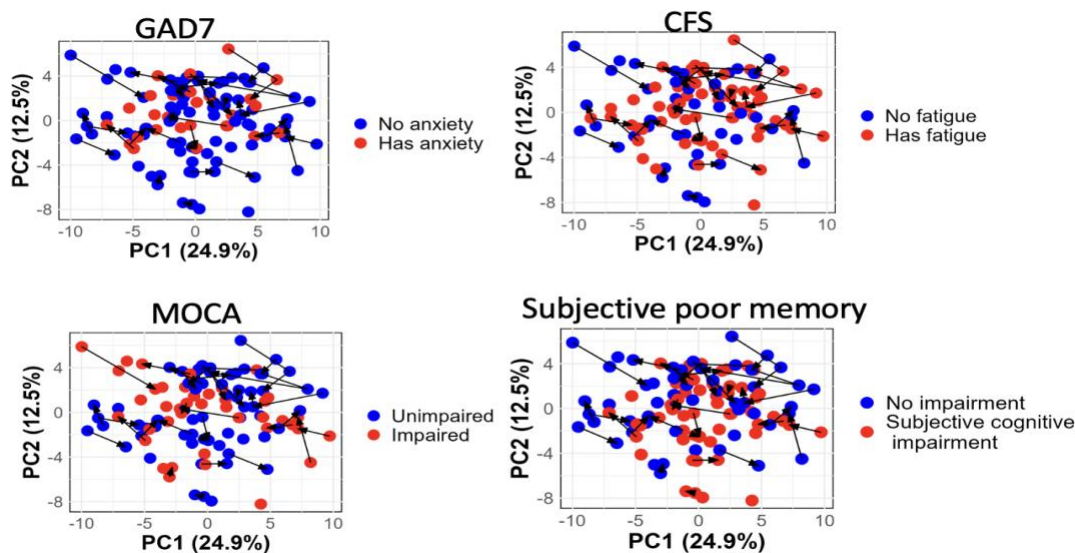 GAD7
4
0
-4
-8
-10
-5
0
5
10
PC2 (12.5%)
PC1 (24.9%)
No anxiety
Has anxiety
CFS
4
0
-4
-8
-10
-5
0
5
10
PC2 (12.5%)
PC1 (24.9%)
No fatigue
Has fatigue
MOCA
4
0
-4
-8
-10
-5
0
5
10
PC2 (12.5%)
PC1 (24.9%)
Unimpaired
Impaired
Subjective poor memory
4
0
-4
-8
-10
-5
0
5
10
PC2 (12.5%)
PC1 (24.9%)
No impairment
Subjective cognitive
impairment